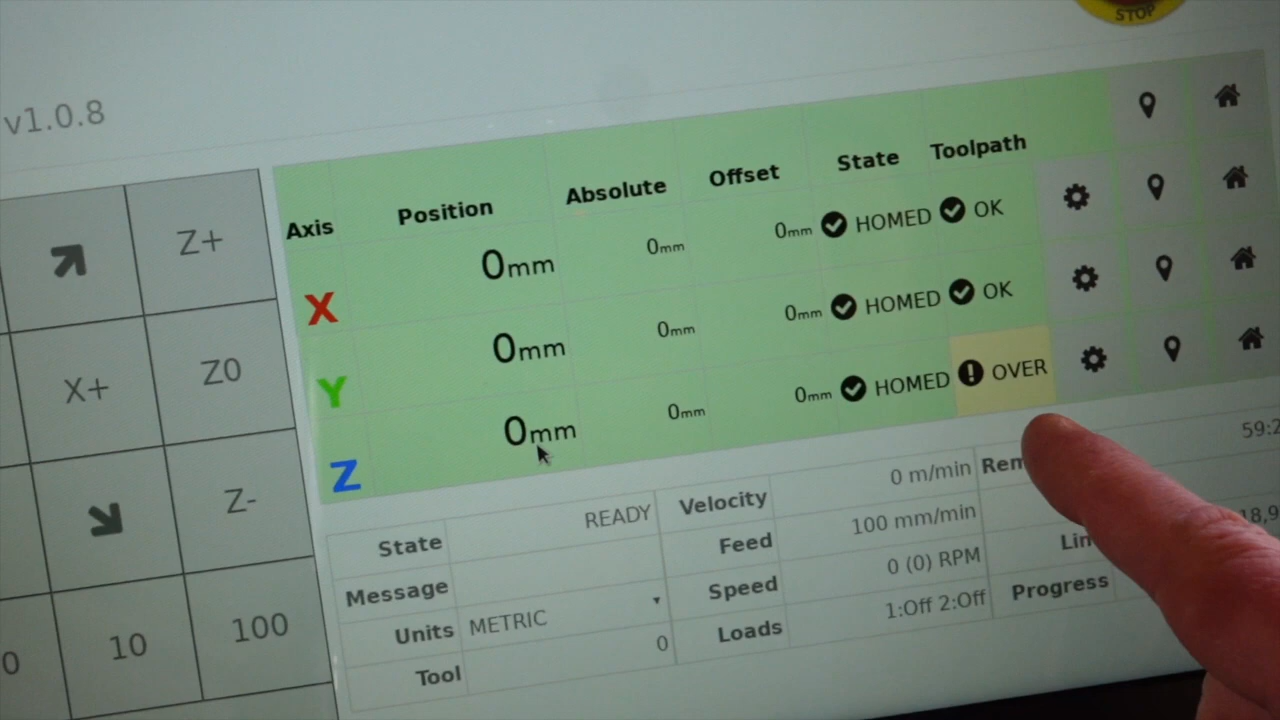 STOP
v1.0.8
Axis Position Absolute Offset State Toolpath
X 0mm 0mm 0mm HOMED OK
Y 0mm 0mm 0mm HOMED OK
Z 0mm 0mm 0mm HOMED OVER
Z+
X+ Z0
Z-
0 10 100
State READY Velocity 0 m/min
Message Feed 100 mm/min
Units METRIC Speed 0 (0) RPM
Tool 0 Loads 1:Off 2:Off Progress